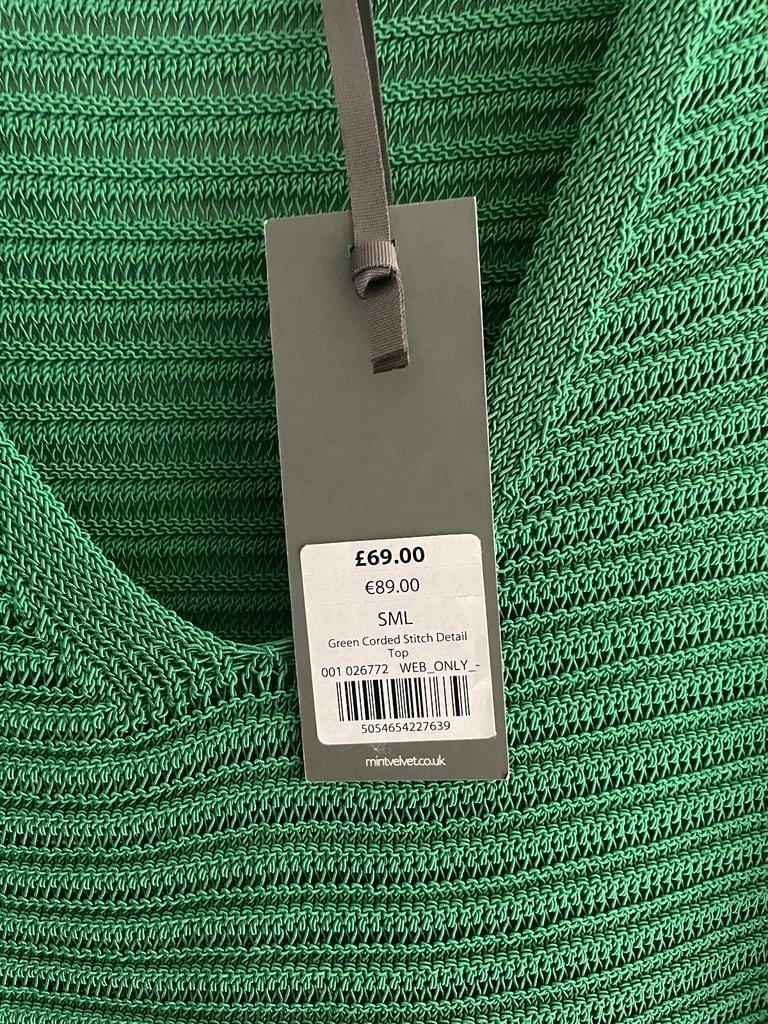 £69.00
€89.00
SML
Green Corded Stitch Detail
Top
001 026772 WEB_ONLY_-
5054654227639
mintvelvet.co.uk